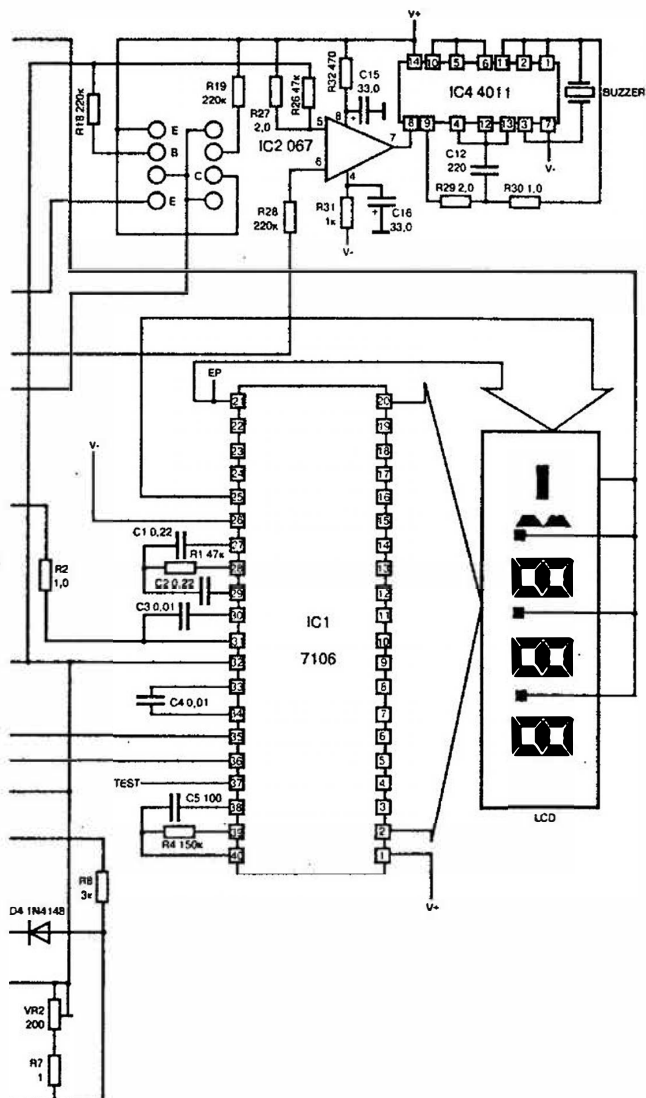 V+
R18 220к
R19
220к
R27
2,0
R26 47к
R32 470
C15
33,0
14 10 5 6 11 2 1
IC4 4011
BUZZER
8 9 4 12 13 3 7
E
B
C
E
IC2 067
5
8
7
6
4
C12
220
V-
R29 2,0
R30 1,0
R28
220к
R31
1к
C16
33,0
V-
EP
21 20
22 19
23 18
24 17
25 16
26 15
27 14
28 13
29 12
30 11
31 10
32 9
33 8
34 7
35 6
36 5
37 4
38 3
39 2
40 1
V-
C1 0,22
R1 47к
C2 0,22
C3 0,01
R2
1,0
IC1
7106
C4 0,01
TEST
C5 100
R4 150к
LCD
V+
R8
3к
D4 1N4148
VR2
200
R7
1